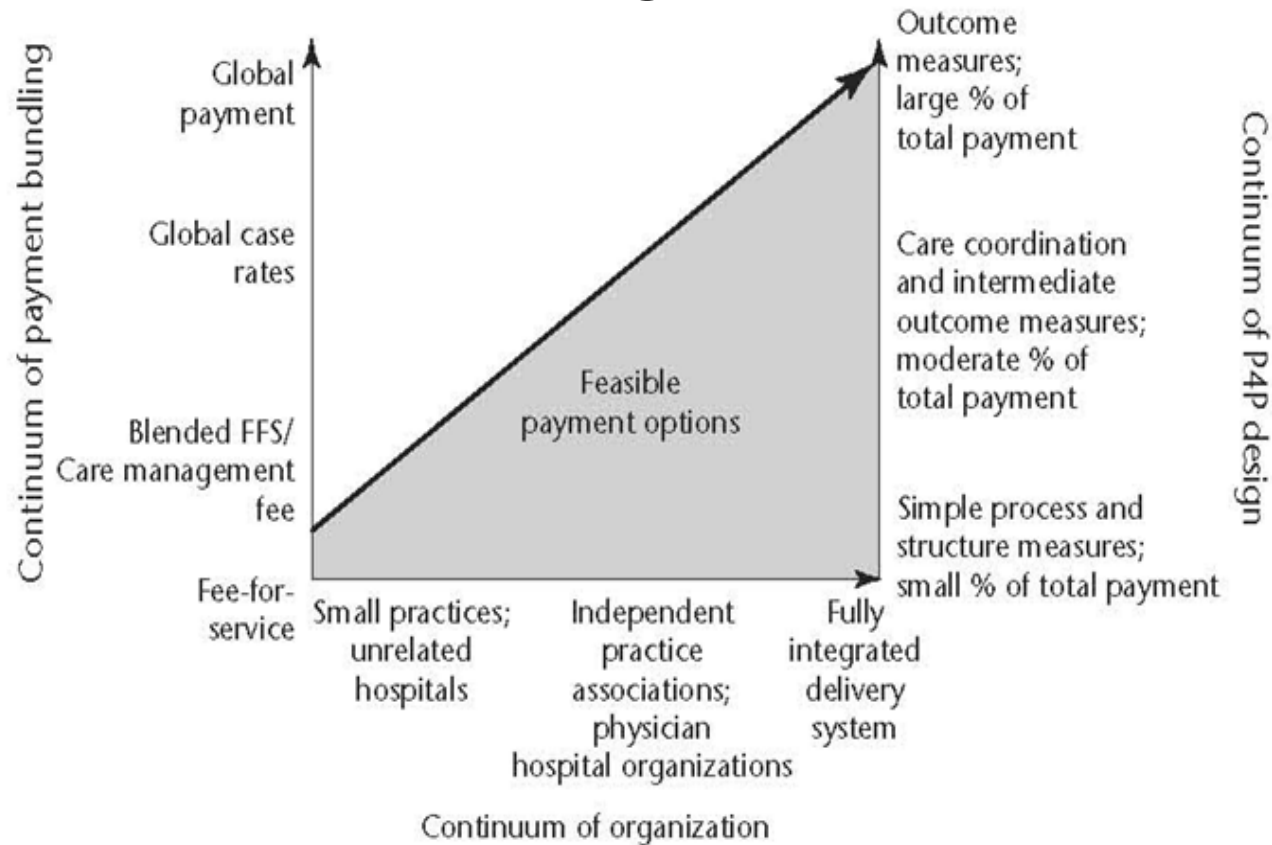 Continuum of payment bundling
Global
payment
Global case
rates
Blended FFS/
Care management
fee
Fee-for-
service
Feasible
payment options
Outcome
measures;
large % of
total payment
Care coordination
and intermediate
outcome measures;
moderate % of
total payment
Simple process and
structure measures;
small % of total payment
Continuum of P4P design
Small practices;
unrelated
hospitals
Independent
practice
associations;
physician
hospital organizations
Fully
integrated
delivery
system
Continuum of organization